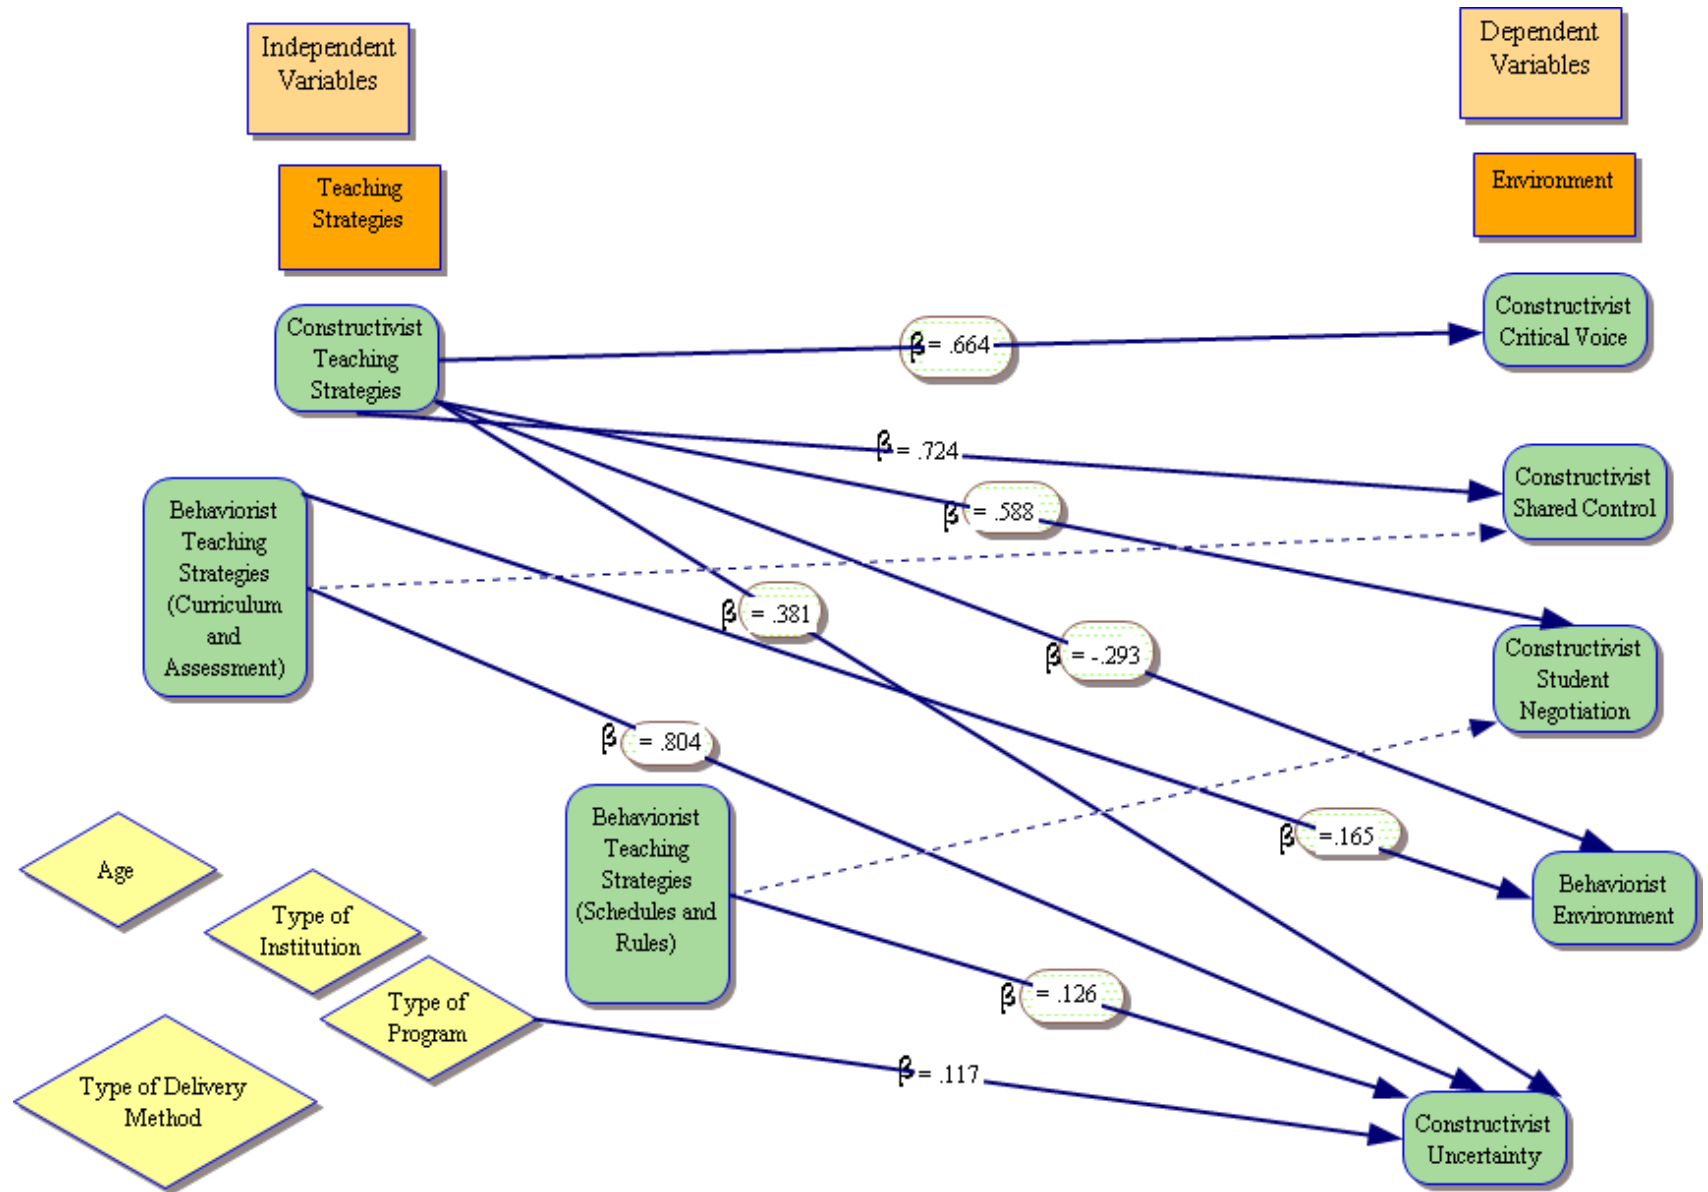 Independent
Variables
Dependent
Variables
Teaching
Strategies
Environment
Constructivist
Teaching
Strategies
β = .664
Constructivist
Critical Voice
β = .724
Constructivist
Shared Control
β = .588
Behaviorist
Teaching
Strategies
(Curriculum
and
Assessment)
β = .381
β = -.293
Constructivist
Student
Negotiation
β = .804
β =.165
Behaviorist
Teaching
Strategies
(Schedules and
Rules)
Behaviorist
Environment
Age
Type of
Institution
Type of
Program
β = .126
β = .117
Type of Delivery
Method
Constructivist
Uncertainty